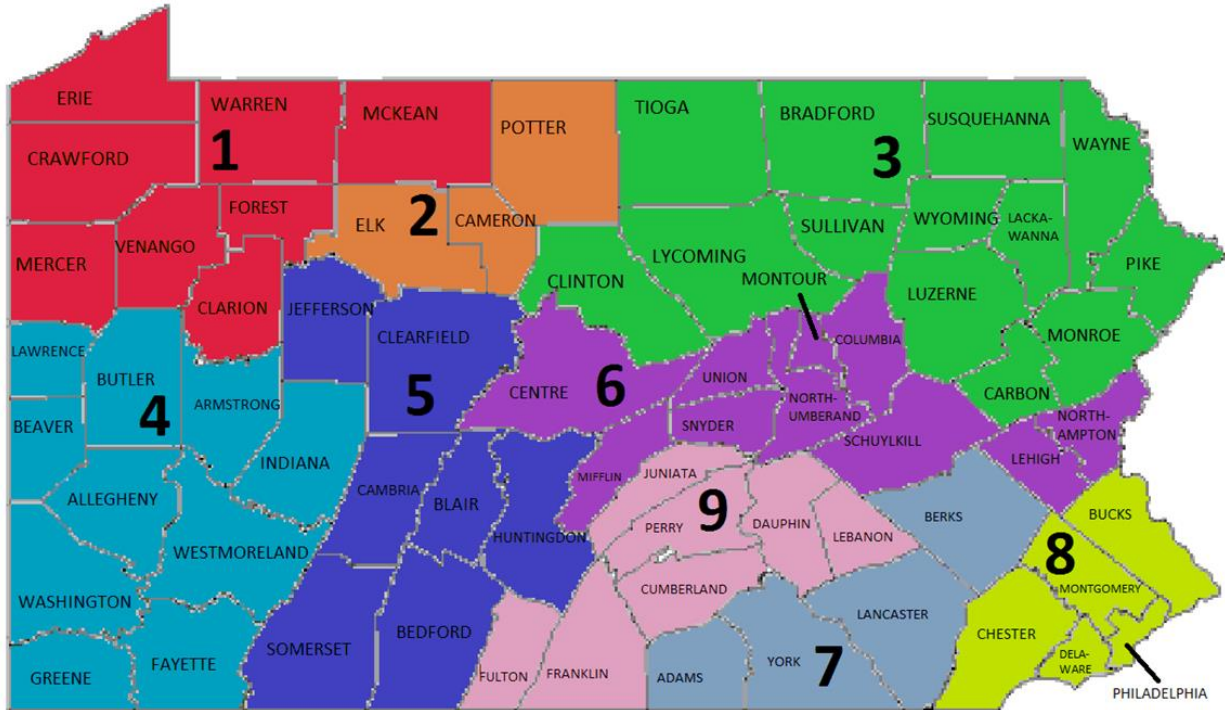 ERIE
WARREN
MCKEAN
POTTER
TIOGA
BRADFORD
SUSQUEHANNA
WAYNE
CRAWFORD
1
3
FOREST
ELK
2
CAMERON
SULLIVAN
WYOMING
LACKA-
WANNA
VENANGO
MERCER
LYCOMING
PIKE
CLINTON
MONTOUR
LUZERNE
CLARION
JEFFERSON
CLEARFIELD
COLUMBIA
MONROE
LAWRENCE
BUTLER
CENTRE
6
UNION
CARBON
ARMSTRONG
5
NORTH-
UMBERAND
NORTH-
AMPTON
BEAVER
4
SNYDER
SCHUYLKILL
LEHIGH
INDIANA
MIFFLIN
JUNIATA
ALLEGHENY
CAMBRIA
BLAIR
9
PERRY
DAUPHIN
BERKS
BUCKS
HUNTINGDON
LEBANON
WESTMORELAND
8
CUMBERLAND
MONTGOMERY
WASHINGTON
LANCASTER
CHESTER
BEDFORD
SOMERSET
FAYETTE
GREENE
FULTON
FRANKLIN
ADAMS
YORK
7
DELA-
WARE
PHILADELPHIA